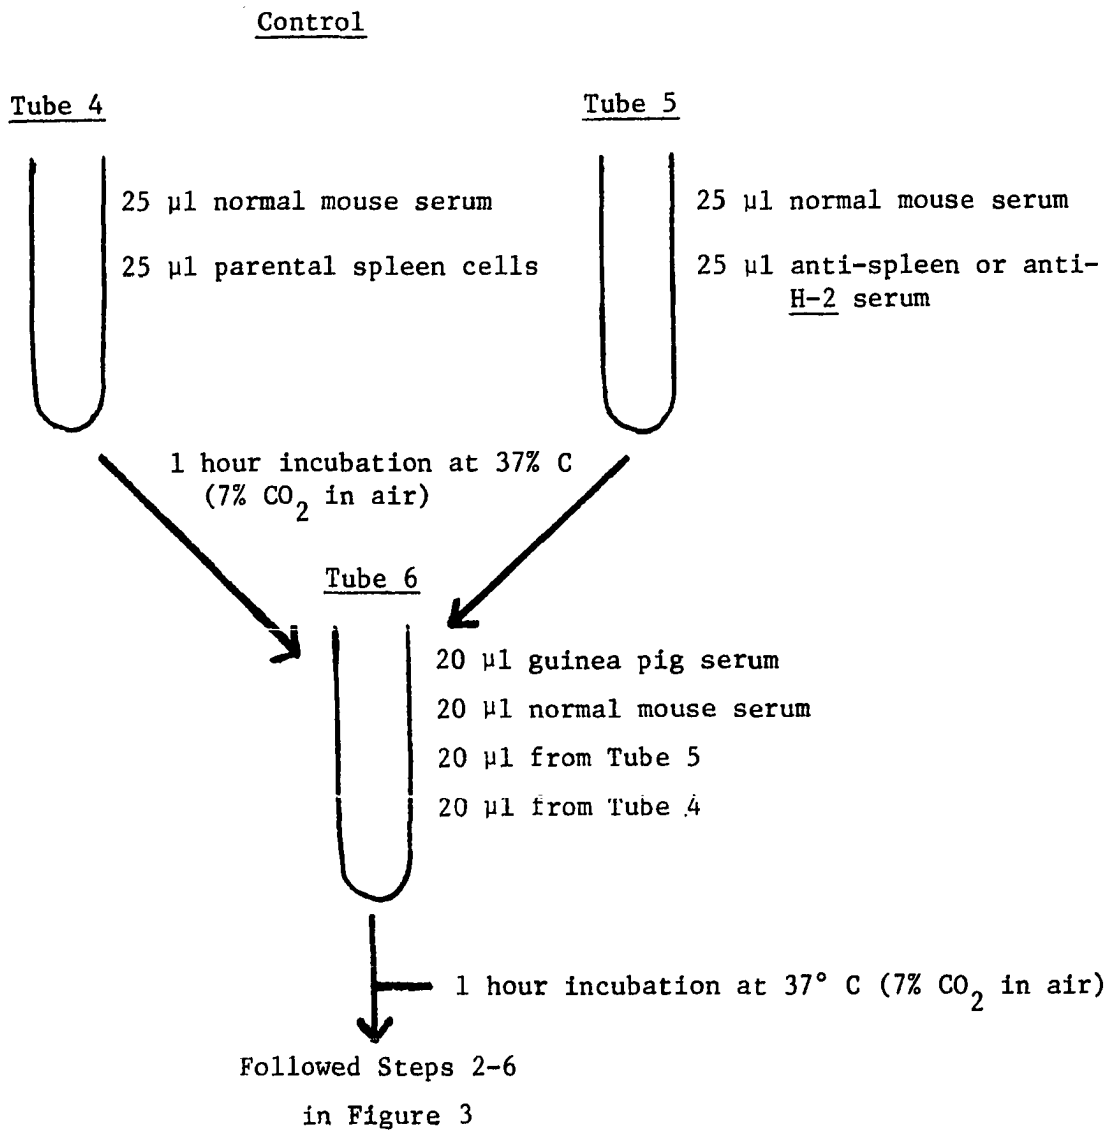 Control
Tube 4
25 µl normal mouse serum
25 µl parental spleen cells
Tube 5
25 µl normal mouse serum
25 µl anti-spleen or anti-
H-2 serum
1 hour incubation at 37% C
(7% CO2 in air)
Tube 6
20 µl guinea pig serum
20 µl normal mouse serum
20 µl from Tube 5
20 µl from Tube 4
1 hour incubation at 37° C (7% CO2 in air)
Followed Steps 2-6
in Figure 3